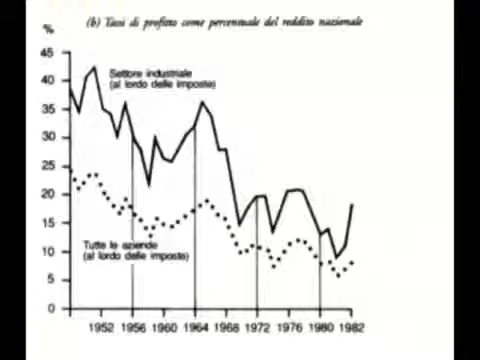 (b) Tassi di profitto come percentuale del reddito nazionale
%
45
40
35
30
25
20
15
10
5
0
Settore industriale
(al lordo delle imposte)
Tutte le aziende
(al lordo delle imposte)
1952 1956 1960 1964 1968 1972 1976 1980 1982